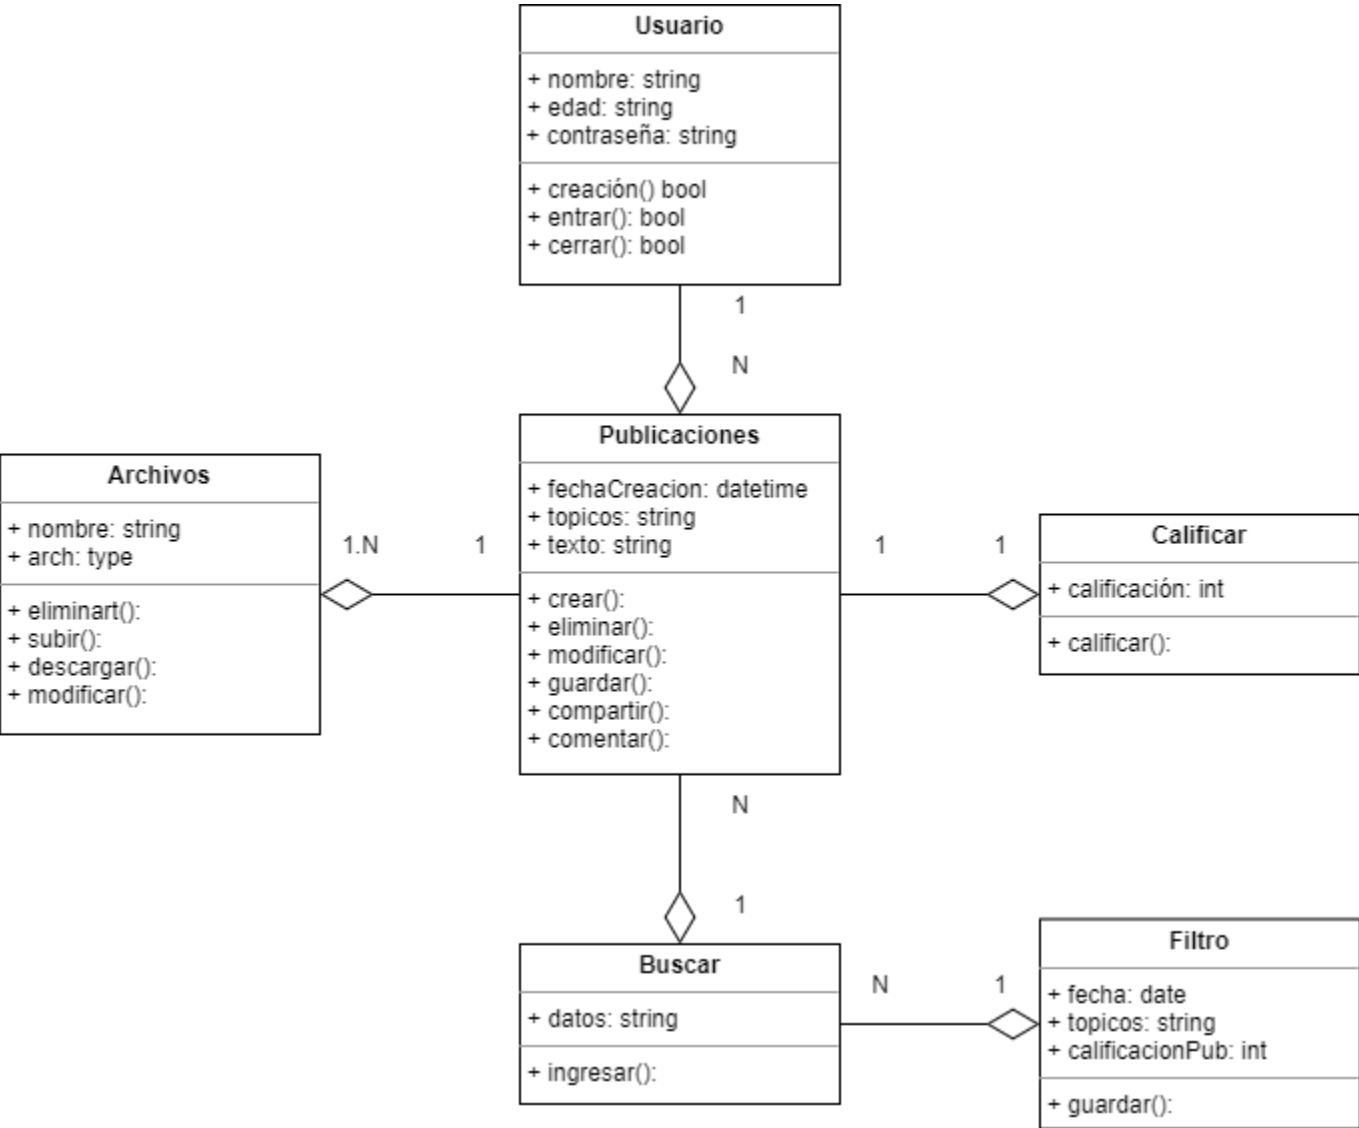 Usuario
+ nombre: string
+ edad: string
+ contraseña: string
+ creación() bool
+ entrar(): bool
+ cerrar(): bool
1
N
Publicaciones
+ fechaCreacion: datetime
+ topicos: string
+ texto: string
+ crear():
+ eliminar():
+ modificar():
+ guardar():
+ compartir():
+ comentar():
Archivos
+ nombre: string
+ arch: type
+ eliminart():
+ subir():
+ descargar():
+ modificar():
1.N
1
1
1
Calificar
+ calificación: int
+ calificar():
N
1
Buscar
+ datos: string
+ ingresar():
N
1
Filtro
+ fecha: date
+ topicos: string
+ calificacionPub: int
+ guardar():